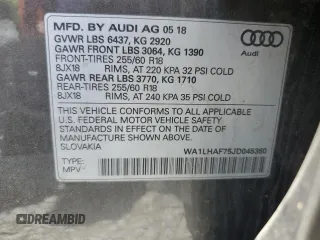 MFD. BY AUDI AG 05 18
GVWR LBS 6437, KG 2920
GAWR FRONT LBS 3064, KG 1390
FRONT-TIRES 255/60 R18
8JX18 RIMS, AT 220 KPA 32 PSI COLD
GAWR REAR LBS 3770, KG 1710
REAR-TIRES 255/60 R18
8JX18 RIMS, AT 240 KPA 35 PSI COLD
Audi
THIS VEHICLE CONFORMS TO ALL APPLICABLE
U.S. FEDERAL MOTOR VEHICLE SAFETY
STANDARDS IN EFFECT ON THE DATE OF
MANUFACTURE SHOWN ABOVE.
SLOVAKIA
TYPE: WA1LHAF75JD045380
MPV
DREAMBID